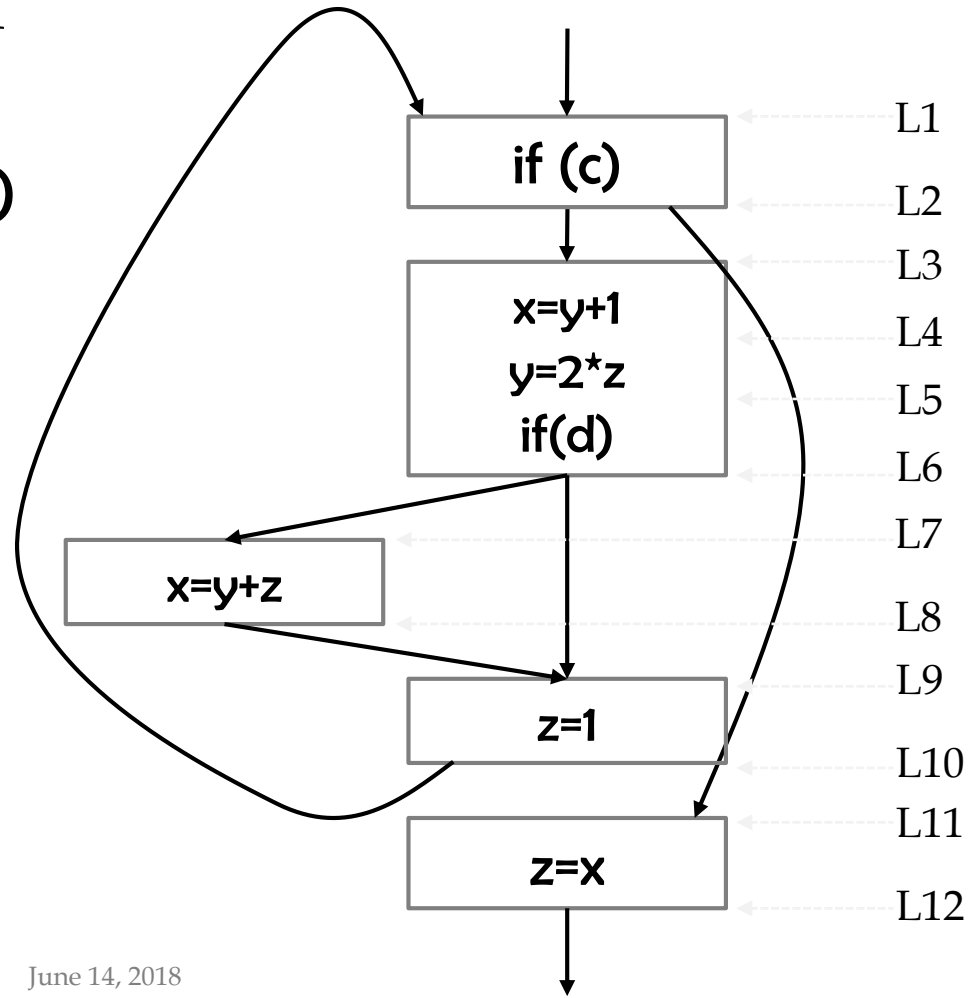 if (c)
x=y+1
y=2*z
if(d)
x=y+z
z=1
z=x
L1
L2
L3
L4
L5
L6
L7
L8
L9
L10
L11
L12
June 14, 2018